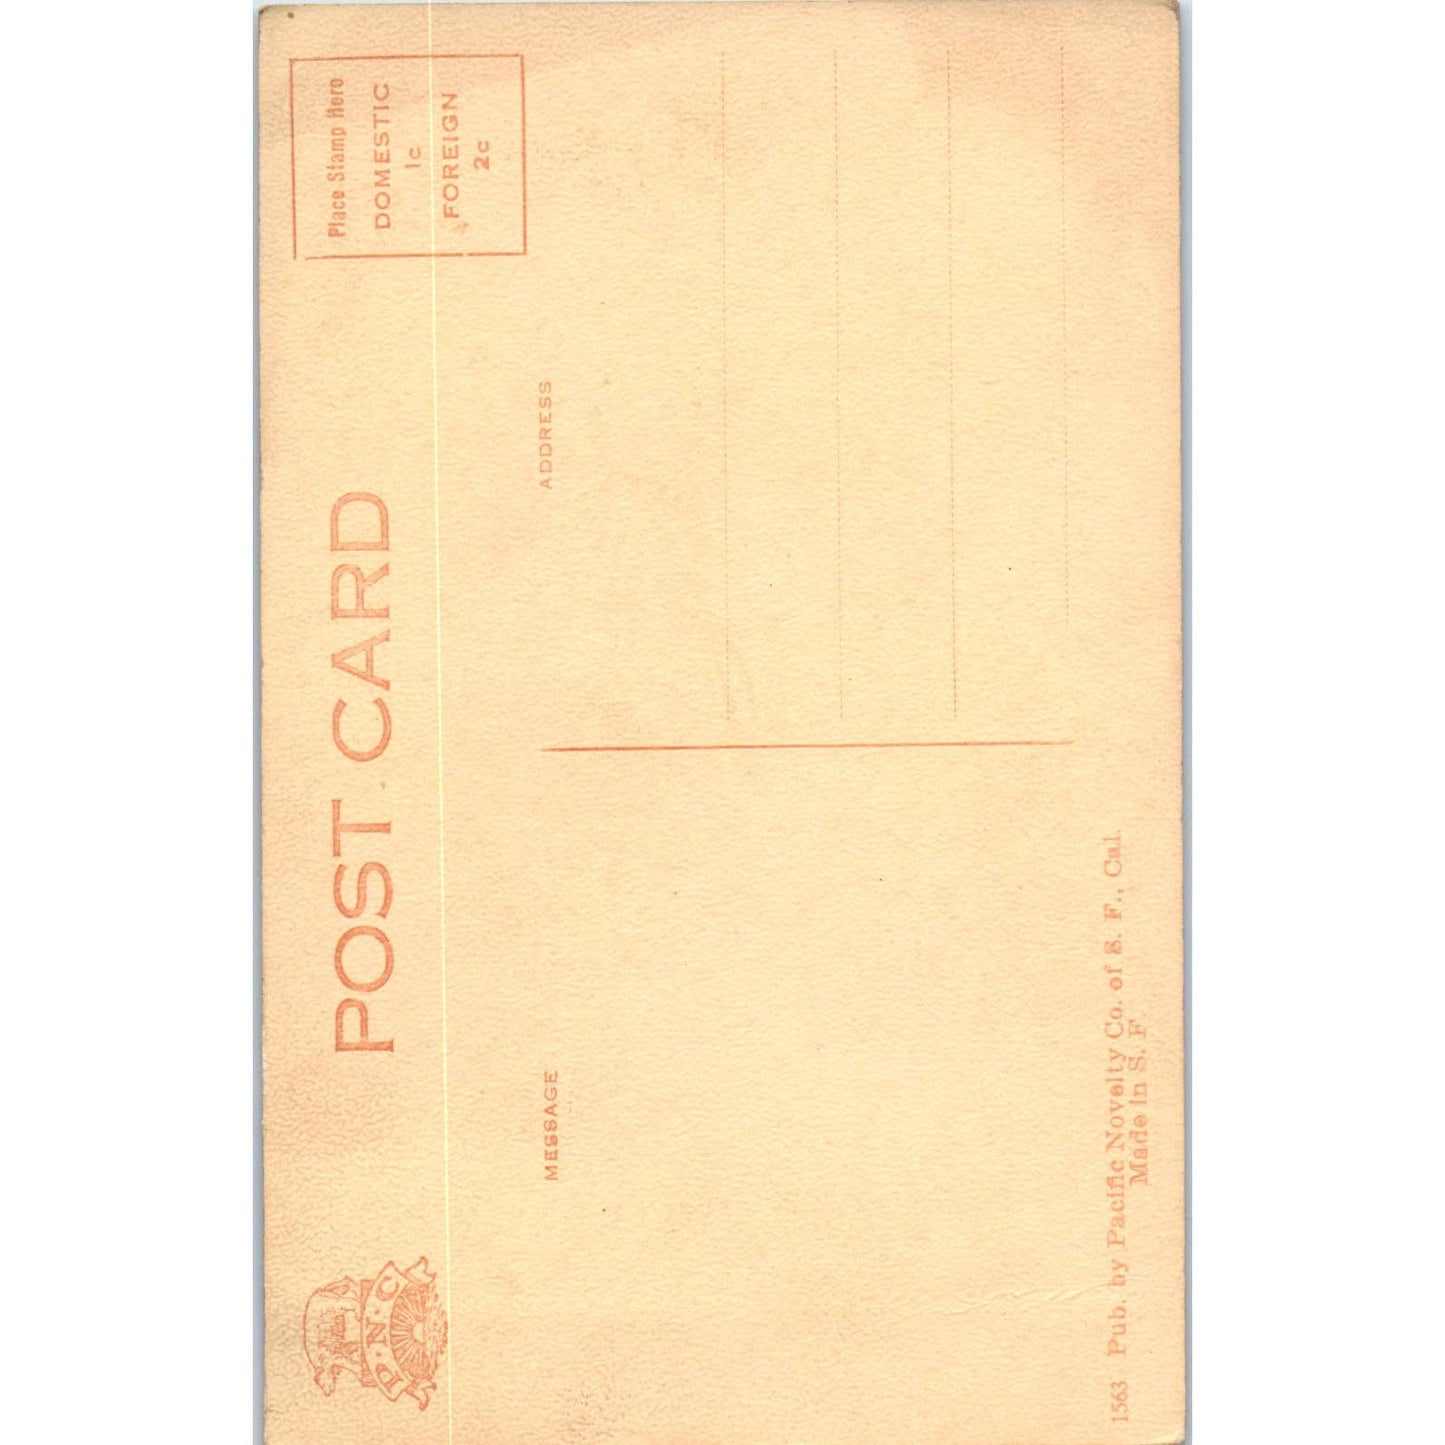 P·N·C
POST CARD
Place Stamp Here
DOMESTIC
1c
FOREIGN
2c
MESSAGE
ADDRESS
1563 Pub. by Pacific Novelty Co. of S. F., Cal.
Made in S. F